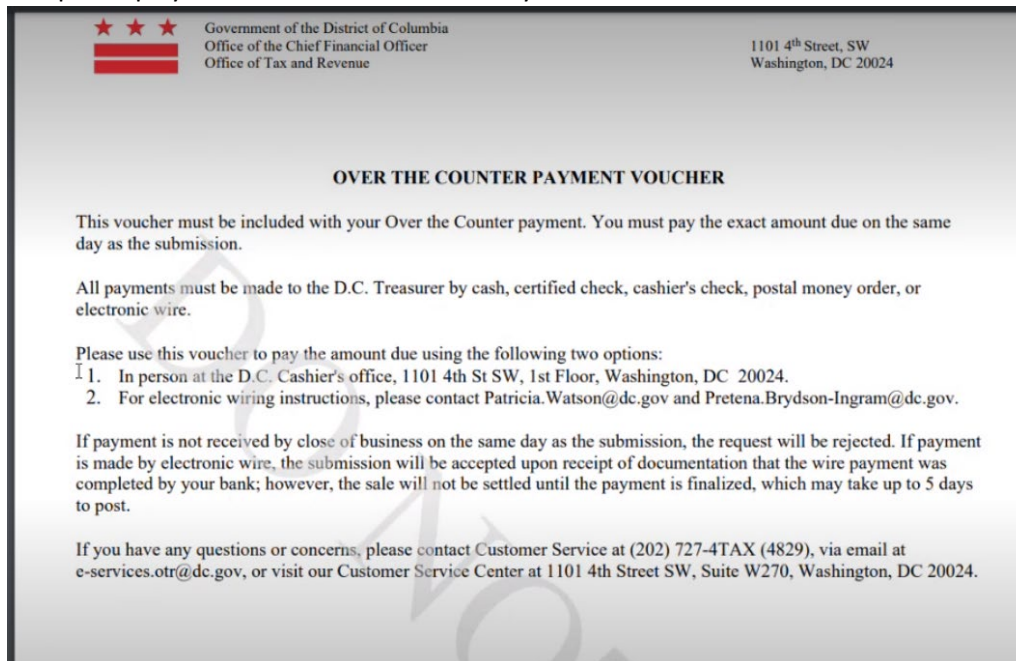 Government of the District of Columbia
Office of the Chief Financial Officer
Office of Tax and Revenue
1101 4th Street, SW
Washington, DC 20024
OVER THE COUNTER PAYMENT VOUCHER
This voucher must be included with your Over the Counter payment. You must pay the exact amount due on the same
day as the submission.
All payments must be made to the D.C. Treasurer by cash, certified check, cashier's check, postal money order, or
electronic wire.
Please use this voucher to pay the amount due using the following two options:
1. In person at the D.C. Cashier's office, 1101 4th St SW, 1st Floor, Washington, DC 20024.
2. For electronic wiring instructions, please contact Patricia.Watson@dc.gov and Pretena.Brydson-Ingram@dc.gov.
If payment is not received by close of business on the same day as the submission, the request will be rejected. If payment
is made by electronic wire, the submission will be accepted upon receipt of documentation that the wire payment was
completed by your bank; however, the sale will not be settled until the payment is finalized, which may take up to 5 days
to post.
If you have any questions or concerns, please contact Customer Service at (202) 727-4TAX (4829), via email at
e-services.otr@dc.gov, or visit our Customer Service Center at 1101 4th Street SW, Suite W270, Washington, DC 20024.
DO NO